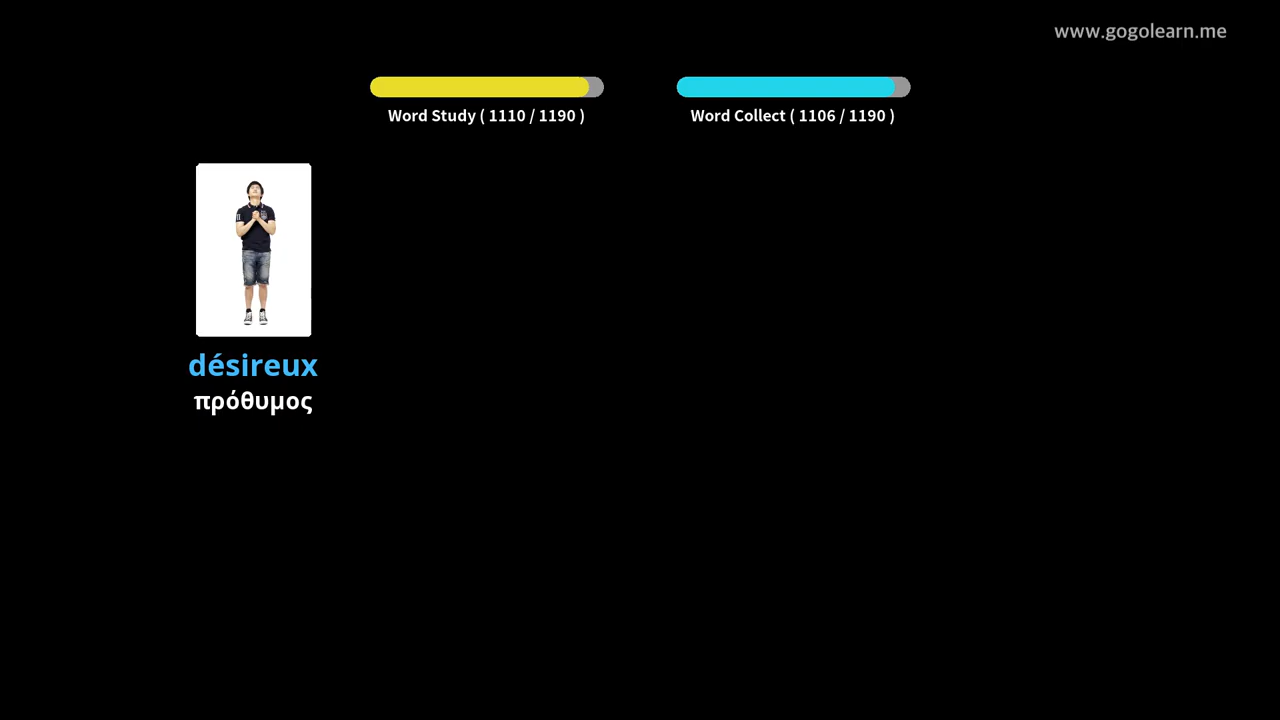 www.gogolearn.me
Word Study ( 1110 / 1190 )
Word Collect ( 1106 / 1190 )
désireux
πρόθυμος